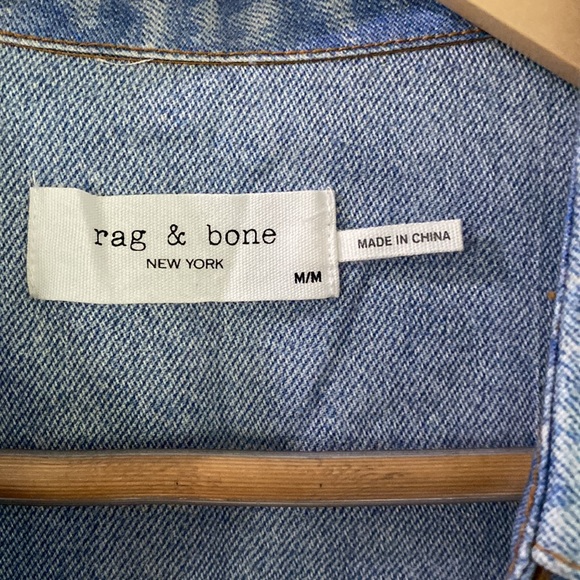 rag & bone
NEW YORK
M/M
MADE IN CHINA